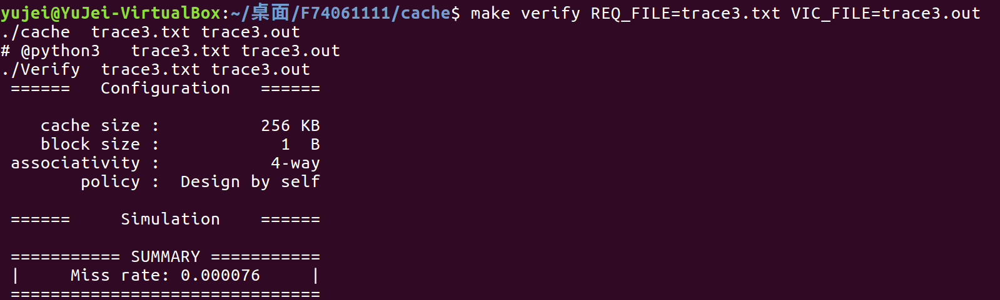 yujei@YuJei-VirtualBox:~/桌面/F74061111/cache$ make verify REQ_FILE=trace3.txt VIC_FILE=trace3.out
./cache  trace3.txt trace3.out
# @python3   trace3.txt trace3.out
./Verify  trace3.txt trace3.out
 ======   Configuration   ======
    cache size :          256 KB
    block size :            1  B
 associativity :           4-way
        policy :  Design by self
 ======     Simulation    ======
 =========== SUMMARY ===========
 |     Miss rate: 0.000076     |
 ===============================